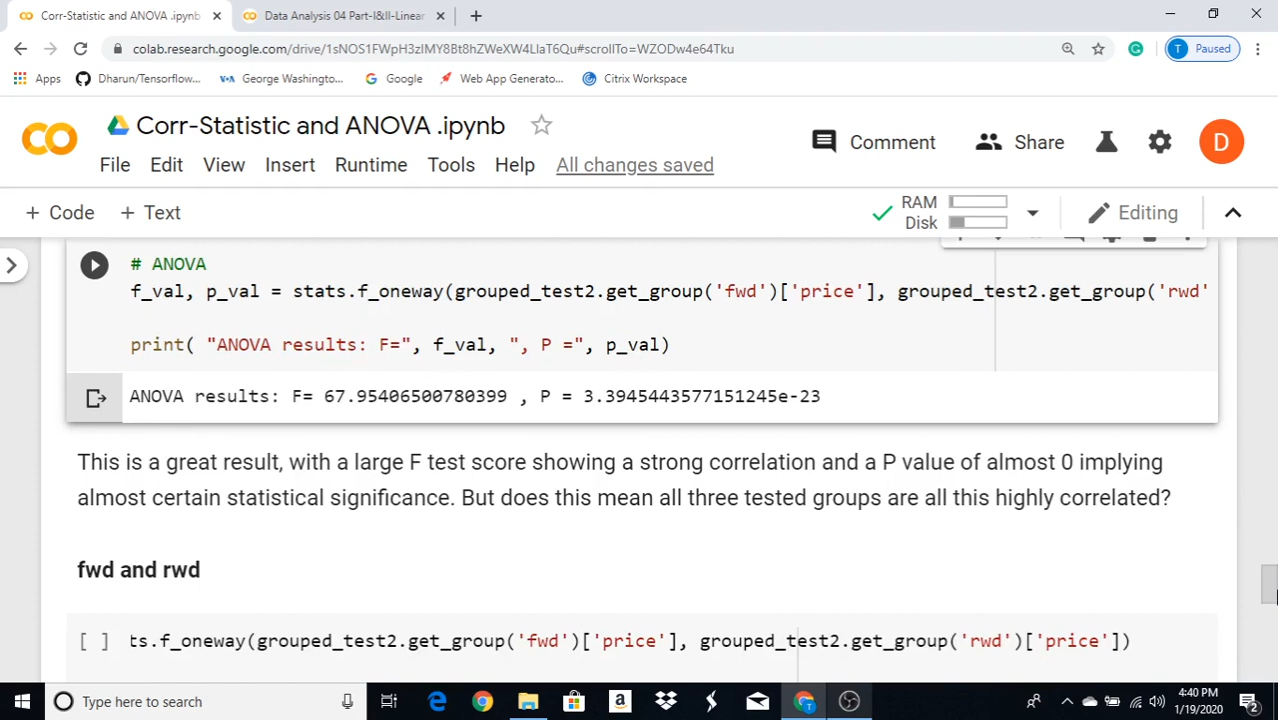 Corr-Statistic and ANOVA .ipynb
Data Analysis 04 Part-I&II-Linear
colab.research.google.com/drive/1sNOS1FWpH3zIMY8Bt8hZWeXW4LlaT6Qu#scrollTo=WZODw4e64Tku
T Paused
Apps Dharun/Tensorflow... George Washingto... Google Web App Generato... Citrix Workspace
Corr-Statistic and ANOVA .ipynb
Comment Share D
File Edit View Insert Runtime Tools Help All changes saved
+ Code + Text RAM Disk Editing
# ANOVA
f_val, p_val = stats.f_oneway(grouped_test2.get_group('fwd')['price'], grouped_test2.get_group('rwd'
print( "ANOVA results: F=", f_val, ", P =", p_val)
ANOVA results: F= 67.95406500780399 , P = 3.3945443577151245e-23
This is a great result, with a large F test score showing a strong correlation and a P value of almost 0 implying
almost certain statistical significance. But does this mean all three tested groups are all this highly correlated?
fwd and rwd
[ ] ts.f_oneway(grouped_test2.get_group('fwd')['price'], grouped_test2.get_group('rwd')['price'])
Type here to search
4:40 PM
1/19/2020
2